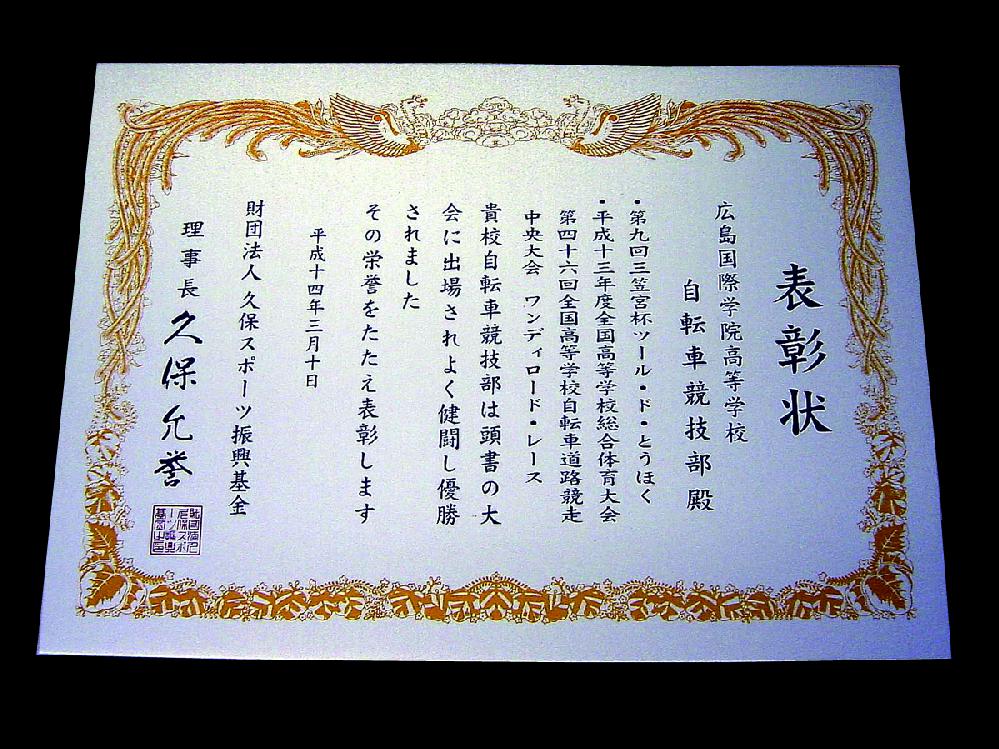 表彰状
広島国際学院高等学校
自転車競技部殿
・第九回三笠宮杯ツール・ド・とうほく
・平成十三年度全国高等学校総合体育大会
第四十六回全国高等学校自転車道路競走
中央大会 ワンディロード・レース
貴校自転車競技部は頭書の大
会に出場されよく健闘し優勝
されました
その栄誉をたたえ表彰します
平成十四年三月十日
財団法人久保スポーツ振興基金
理事長 久保允誉